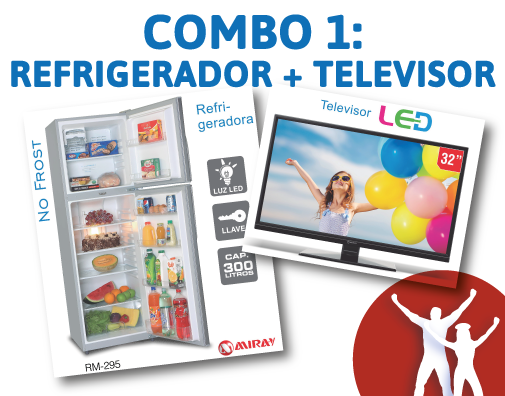 COMBO 1:
REFRIGERADOR + TELEVISOR
No Frost
Refri-
geradora
LUZ LED
LLAVE
CAP.
300
LITROS
MIRAY
RM-295
Televisor LED
32"